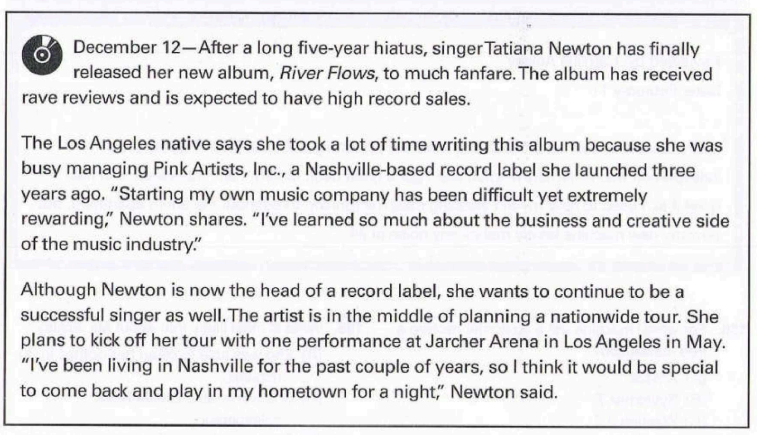 December 12—After a long five-year hiatus, singer Tatiana Newton has finally
released her new album, River Flows, to much fanfare. The album has received
rave reviews and is expected to have high record sales.
The Los Angeles native says she took a lot of time writing this album because she was
busy managing Pink Artists, Inc., a Nashville-based record label she launched three
years ago. “Starting my own music company has been difficult yet extremely
rewarding,” Newton shares. “I’ve learned so much about the business and creative side
of the music industry.”
Although Newton is now the head of a record label, she wants to continue to be a
successful singer as well. The artist is in the middle of planning a nationwide tour. She
plans to kick off her tour with one performance at Jarcher Arena in Los Angeles in May.
“I’ve been living in Nashville for the past couple of years, so I think it would be special
to come back and play in my hometown for a night,” Newton said.